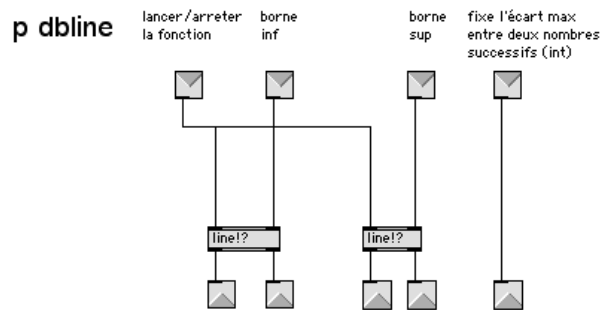 p dbline
lancer/arreter
la fonction
borne
inf
borne
sup
fixe l'écart max
entre deux nombres
successifs (int)
line!?
line!?